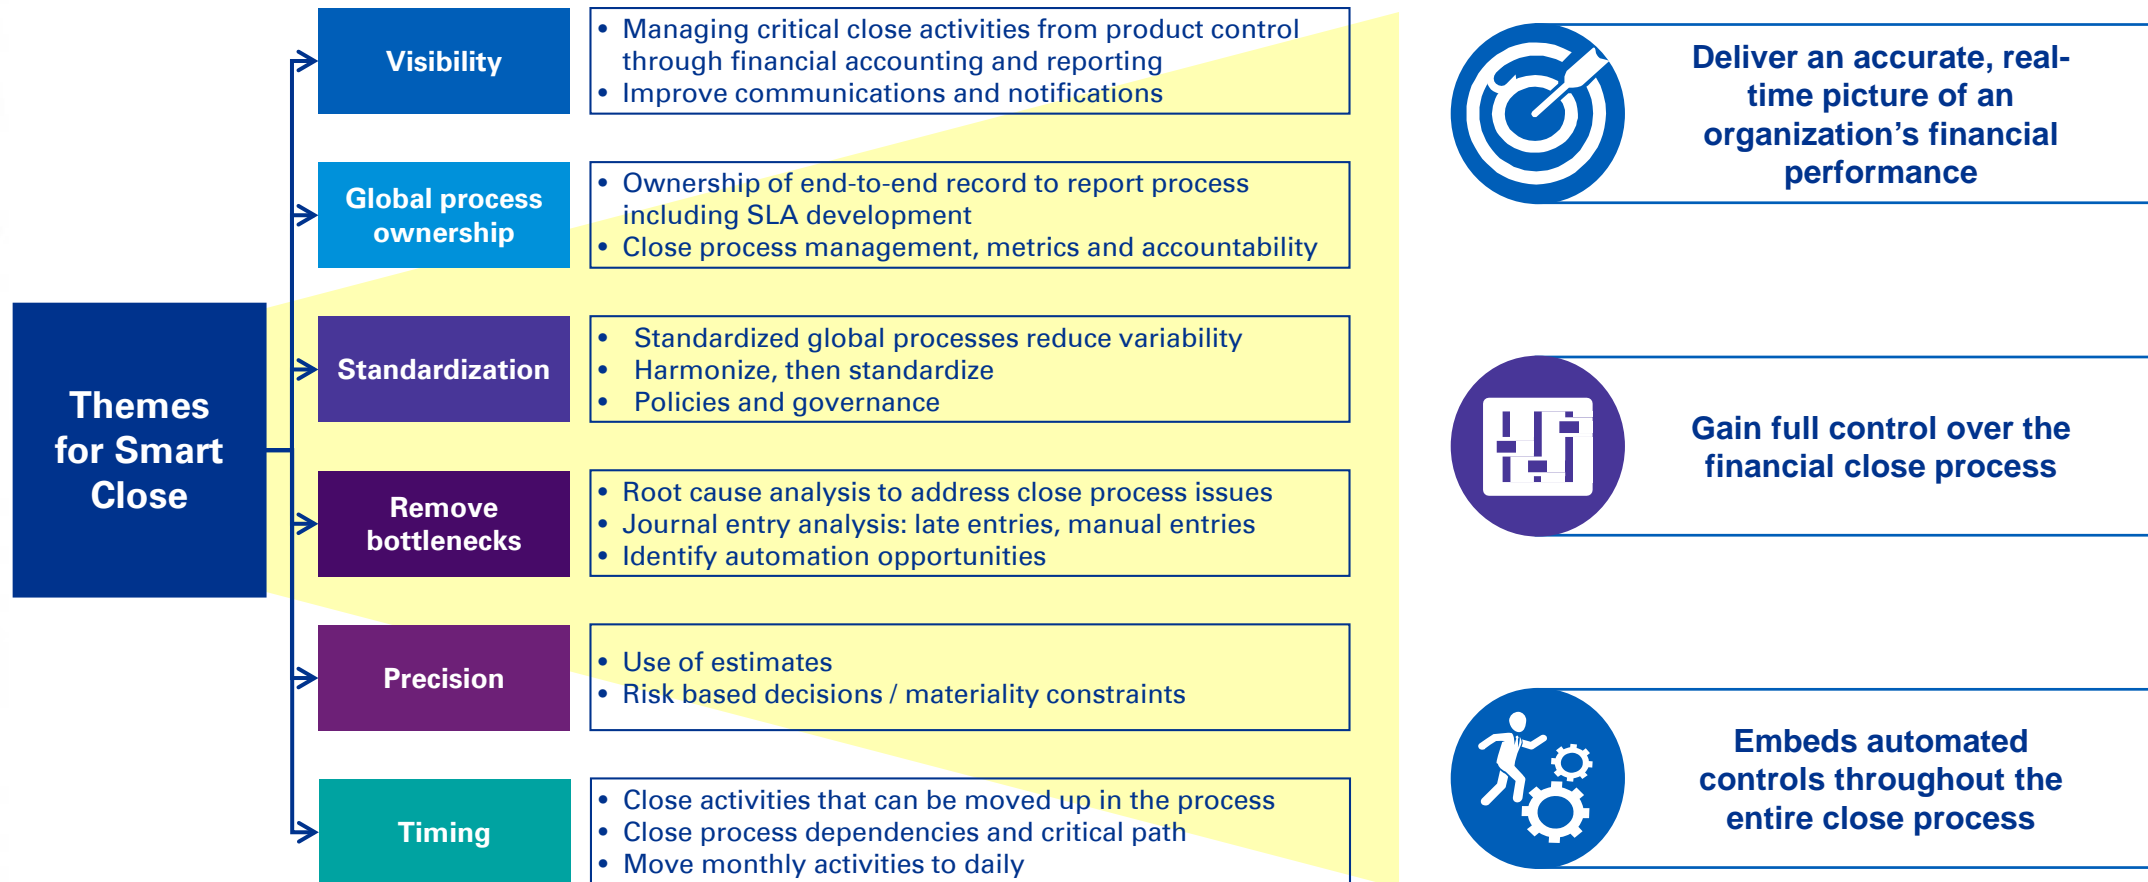 Themes
for Smart
Close
Visibility
• Managing critical close activities from product control
through financial accounting and reporting
• Improve communications and notifications
Global process
ownership
• Ownership of end-to-end record to report process
including SLA development
• Close process management, metrics and accountability
Standardization
• Standardized global processes reduce variability
• Harmonize, then standardize
• Policies and governance
Remove
bottlenecks
• Root cause analysis to address close process issues
• Journal entry analysis: late entries, manual entries
• Identify automation opportunities
Precision
• Use of estimates
• Risk based decisions / materiality constraints
Timing
• Close activities that can be moved up in the process
• Close process dependencies and critical path
• Move monthly activities to daily
Deliver an accurate, real-
time picture of an
organization’s financial
performance
Gain full control over the
financial close process
Embeds automated
controls throughout the
entire close process